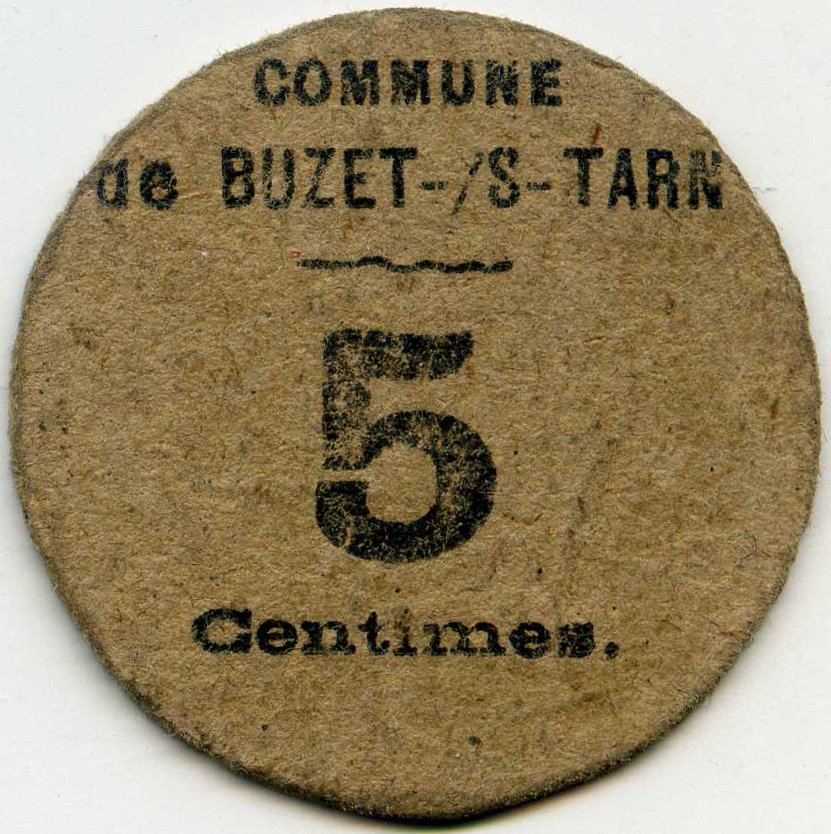 COMMUNE
de BUZET-/S-TARN
5
Centimes.